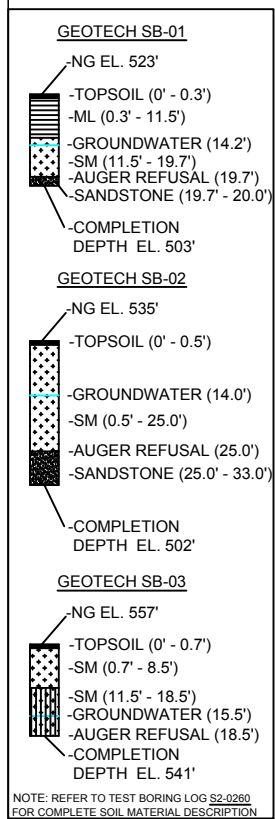 GEOTECH SB-01
-NG EL. 523'
-TOPSOIL (0' - 0.3')
-ML (0.3' - 11.5')
-GROUNDWATER (14.2')
-SM (11.5' - 19.7')
-AUGER REFUSAL (19.7')
-SANDSTONE (19.7' - 20.0')
-COMPLETION
DEPTH EL. 503'
GEOTECH SB-02
-NG EL. 535'
-TOPSOIL (0' - 0.5')
-GROUNDWATER (14.0')
-SM (0.5' - 25.0')
-AUGER REFUSAL (25.0')
-SANDSTONE (25.0' - 33.0')
-COMPLETION
DEPTH EL. 502'
GEOTECH SB-03
-NG EL. 557'
-TOPSOIL (0' - 0.7')
-SM (0.7' - 8.5')
-SM (11.5' - 18.5')
-GROUNDWATER (15.5')
-AUGER REFUSAL (18.5')
-COMPLETION
DEPTH EL. 541'
NOTE: REFER TO TEST BORING LOG S2-0260
FOR COMPLETE SOIL MATERIAL DESCRIPTION